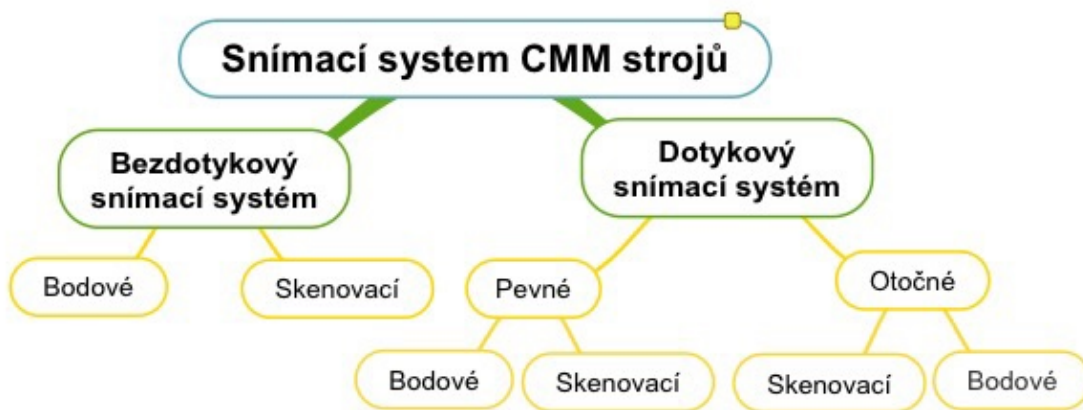 Snímací system CMM strojů
Bezdotykový
snímací systém
Dotykový
snímací systém
Bodové
Skenovací
Pevné
Otočné
Bodové
Skenovací
Skenovací
Bodové